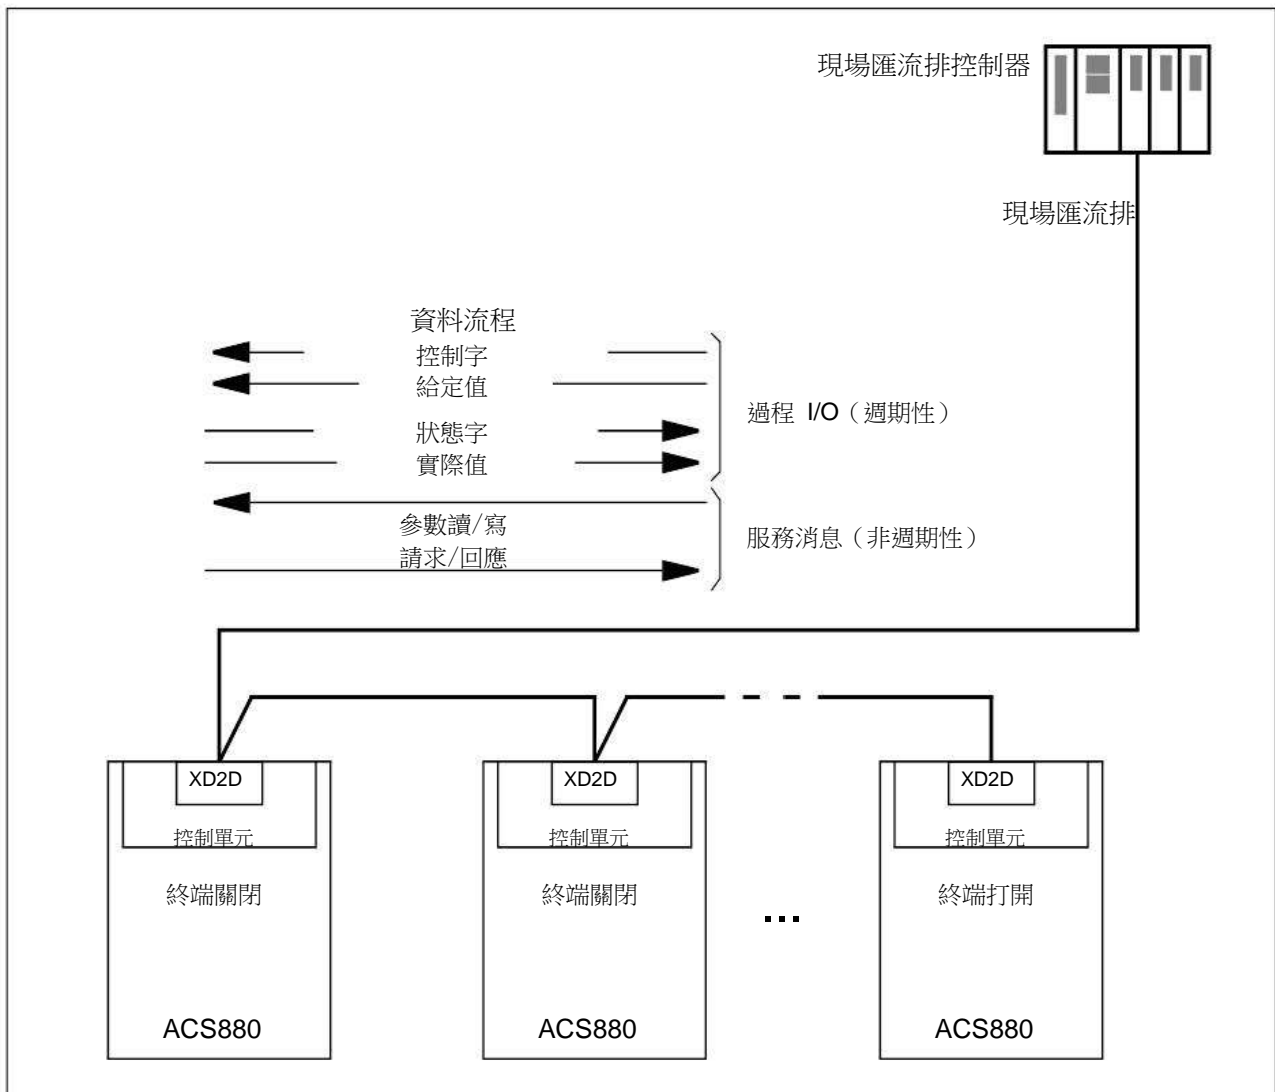 現場匯流排控制器
現場匯流排
資料流程
控制字
給定值
過程 I/O（週期性）
狀態字
實際值
參數讀/寫
服務消息（非週期性）
請求/回應
XD2D
XD2D
XD2D
控制單元
控制單元
控制單元
終端關閉
終端關閉
終端打開
...
ACS880
ACS880
ACS880